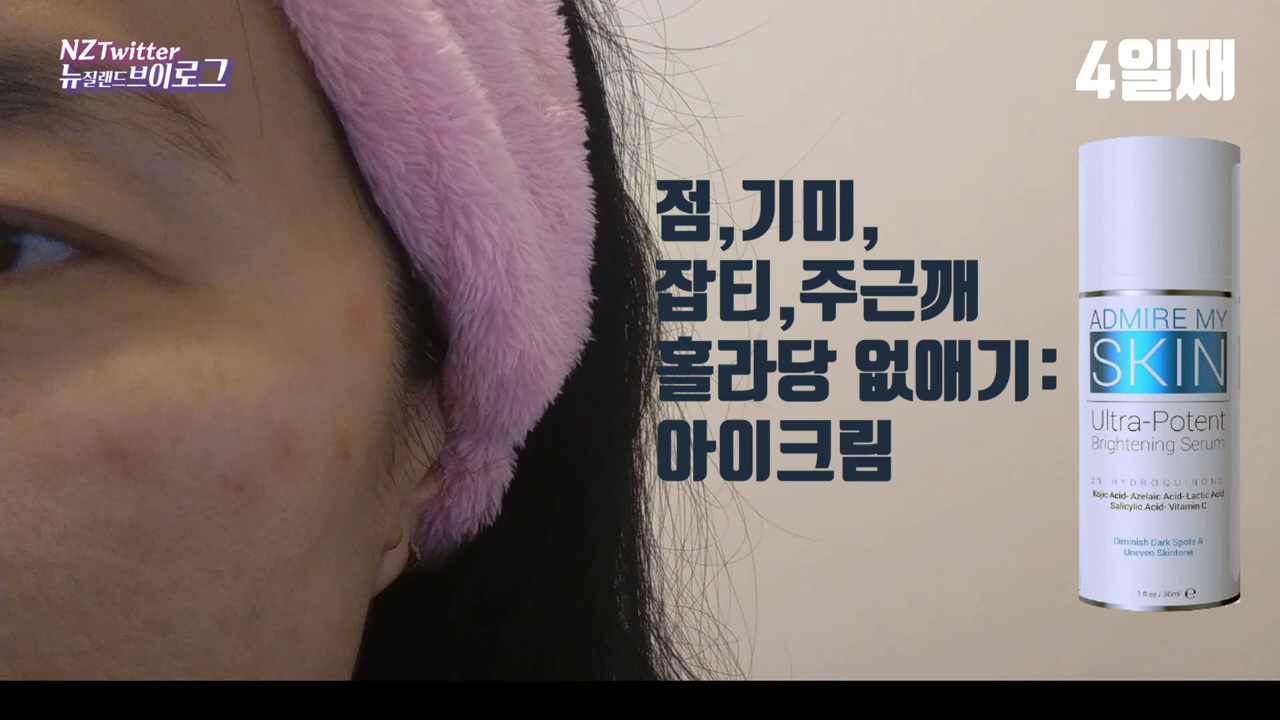 NZTwitter
뉴질랜드브이로그
4일째
점,기미,
잡티,주근깨
홀라당 없애기:
아이크림
ADMIRE MY
SKIN
Ultra-Potent
Brightening Serum
2% HYDROQUINONE
Kojic Acid- Azelaic Acid- Lactic Acid
Salicylic Acid- Vitamin C
Diminish Dark Spots &
Uneven Skintone
1 fl oz / 30ml ℮